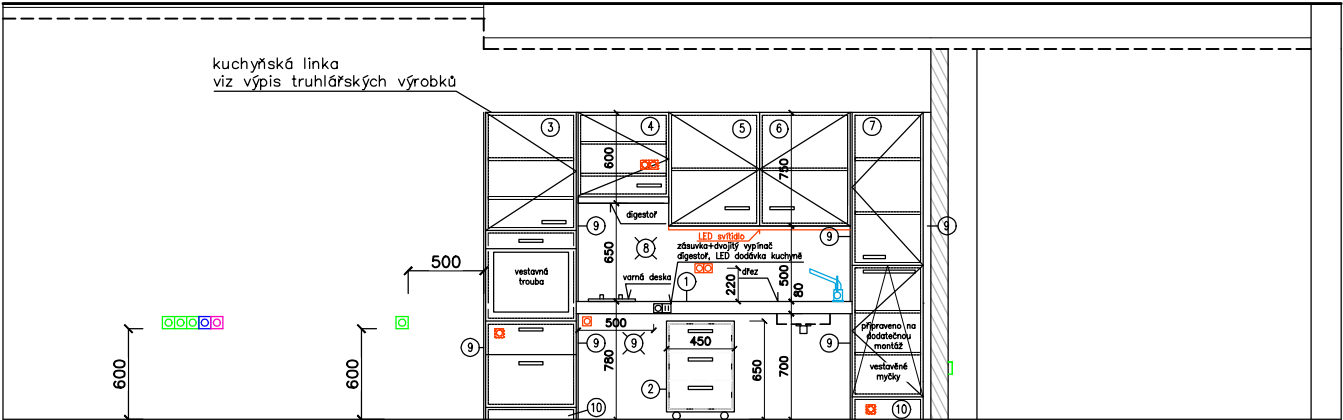 kuchyňská linka
viz výpis truhlářských výrobků
3
4
5
6
7
600
750
digestoř
9
9
9
LED svítidlo
8
zásuvka+dvojitý vypínač
digestoř, LED dodávka kuchyně
500
vestavná
trouba
650
varná deska
1
220
dřez
500
80
500
9
připraveno na
dodatečnou
montáž
9
9
450
9
9
600
600
780
2
650
700
vestavěné
myčky
10
10